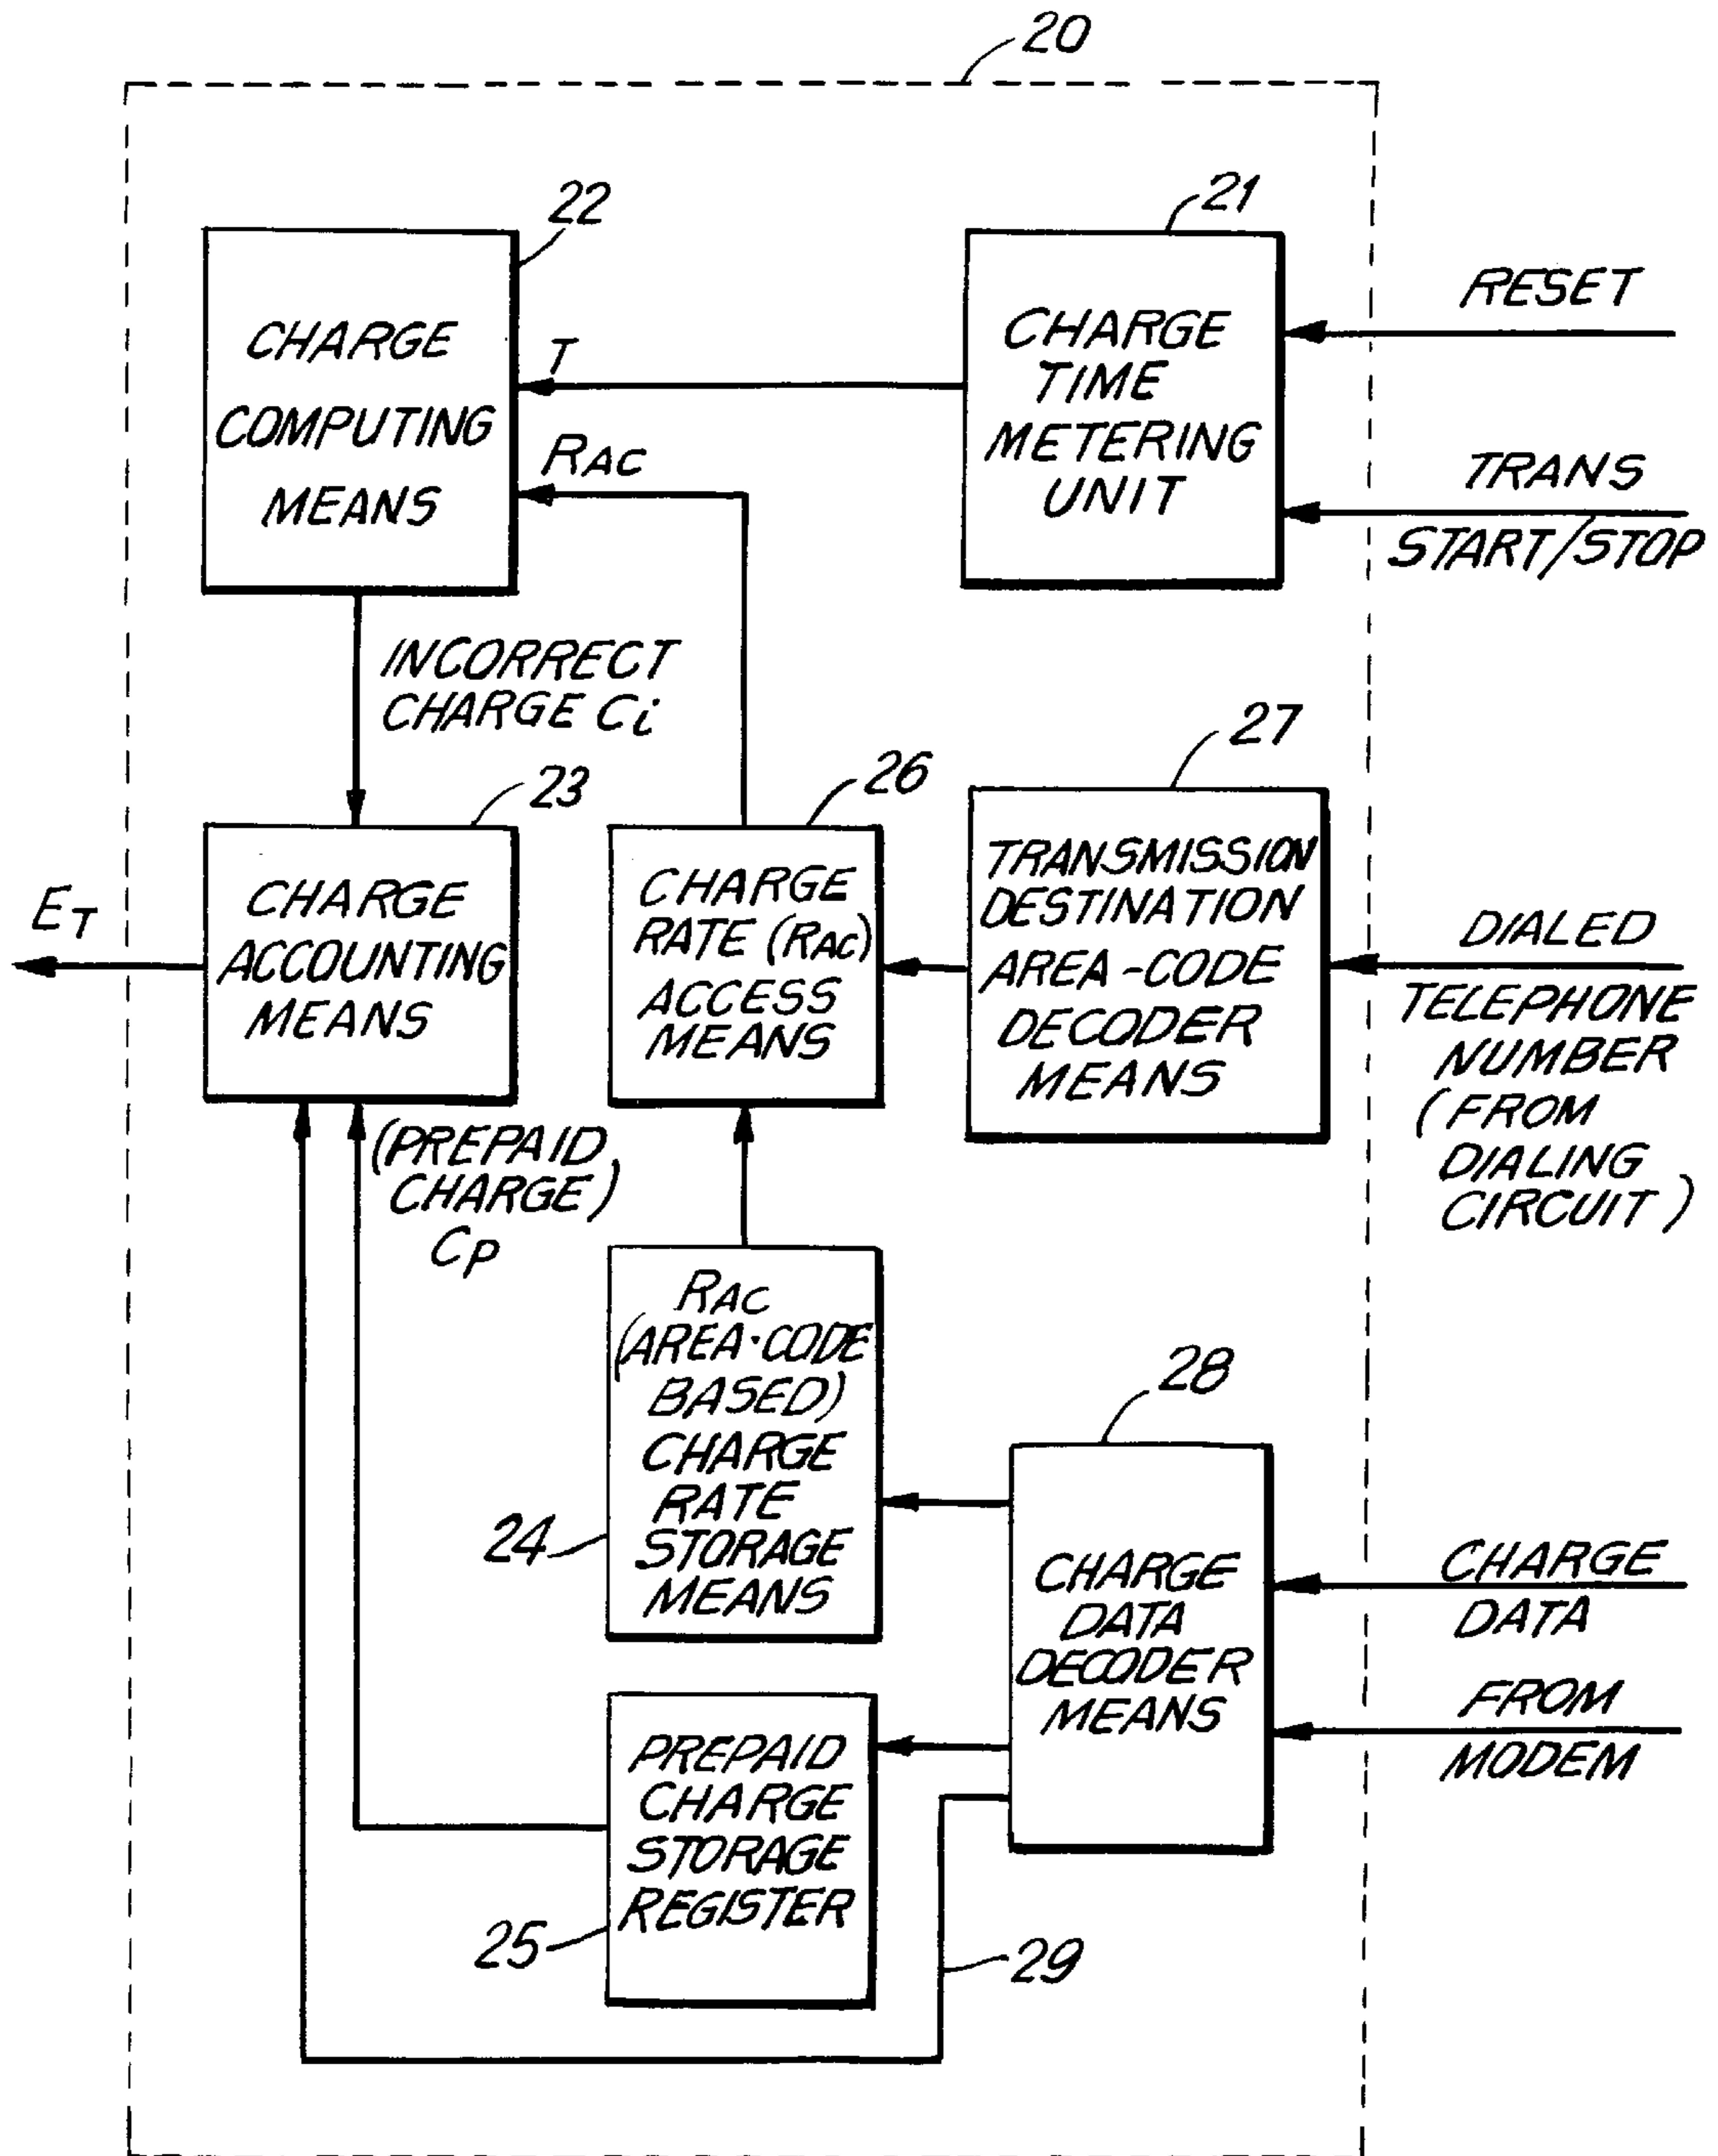 20
22
CHARGE
COMPUTING
MEANS
21
CHARGE
TIME
METERING
UNIT
RESET
TRANS
START/STOP
T
RAC
INCORRECT
CHARGE Ci
23
CHARGE
ACCOUNTING
MEANS
ET
26
CHARGE
RATE (RAC)
ACCESS
MEANS
27
TRANSMISSION
DESTINATION
AREA-CODE
DECODER
MEANS
DIALED
TELEPHONE
NUMBER
(FROM
DIALING
CIRCUIT)
(PREPAID
CHARGE)
CP
RAC
(AREA-CODE
BASED)
CHARGE
RATE
STORAGE
MEANS
24
28
CHARGE
DATA
DECODER
MEANS
CHARGE
DATA
FROM
MODEM
PREPAID
CHARGE
STORAGE
REGISTER
25
29